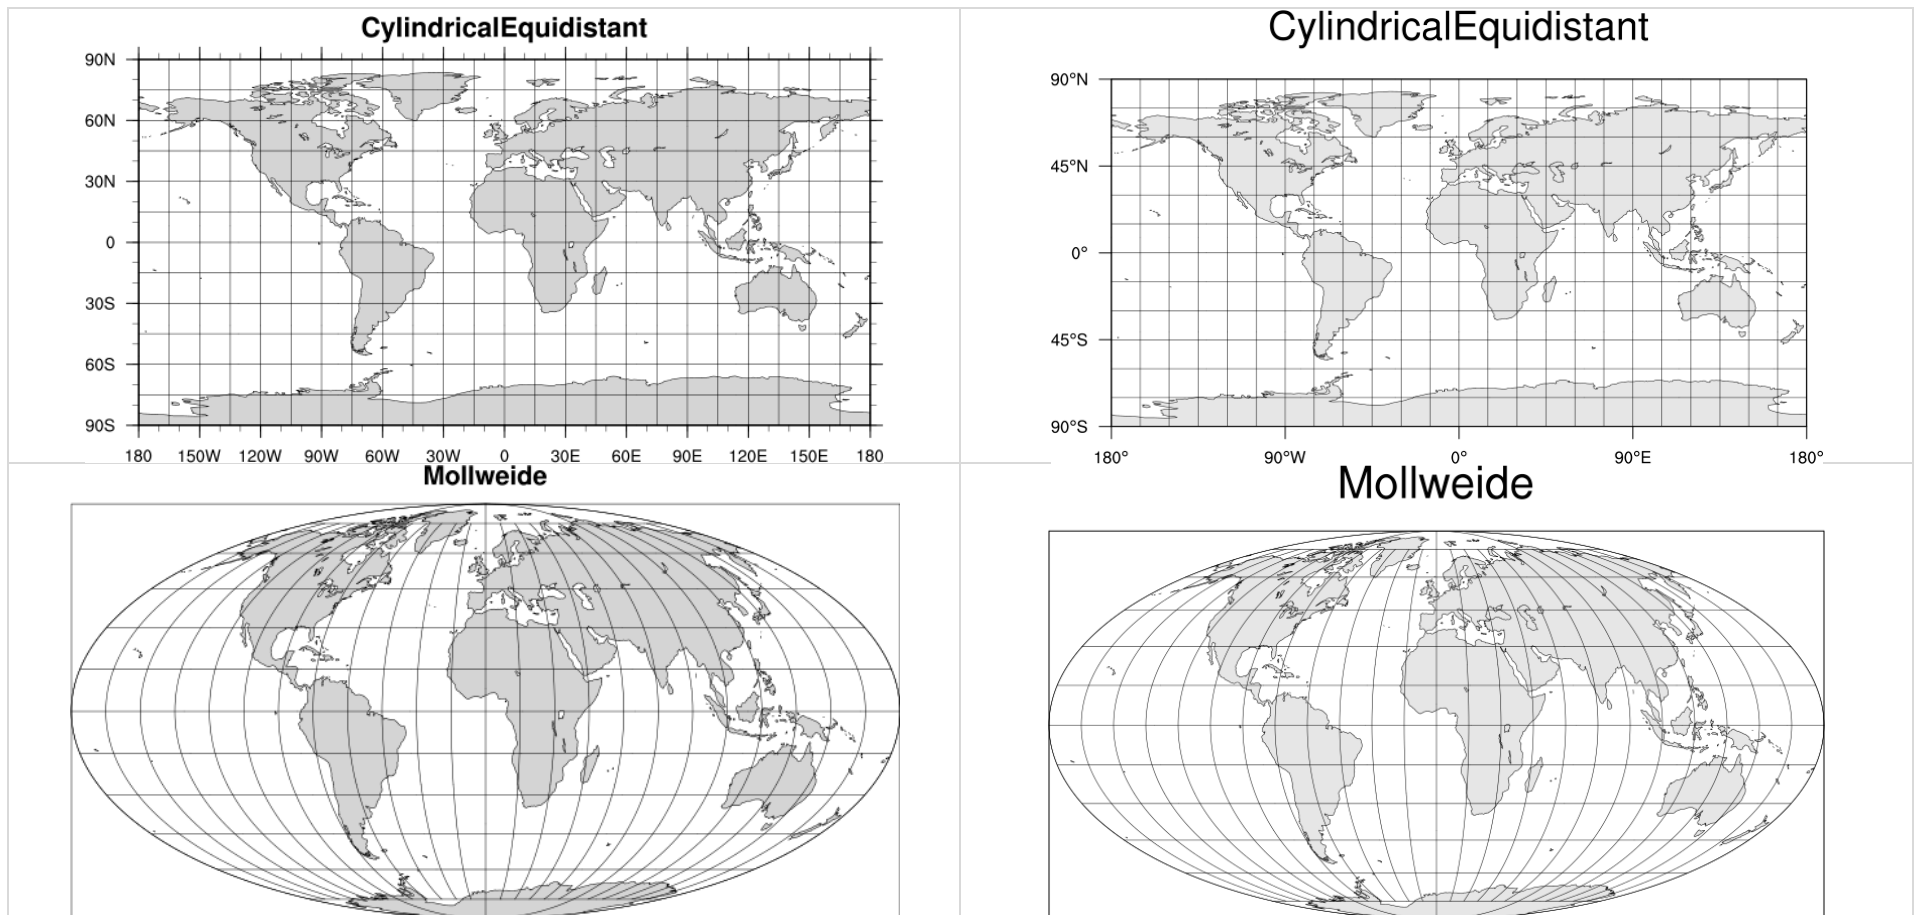 CylindricalEquidistant
90N
60N
30N
0
30S
60S
90S
180 150W 120W 90W 60W 30W 0 30E 60E 90E 120E 150E 180
CylindricalEquidistant
90°N
45°N
0°
45°S
90°S
180° 90°W 0° 90°E 180°
Mollweide
Mollweide